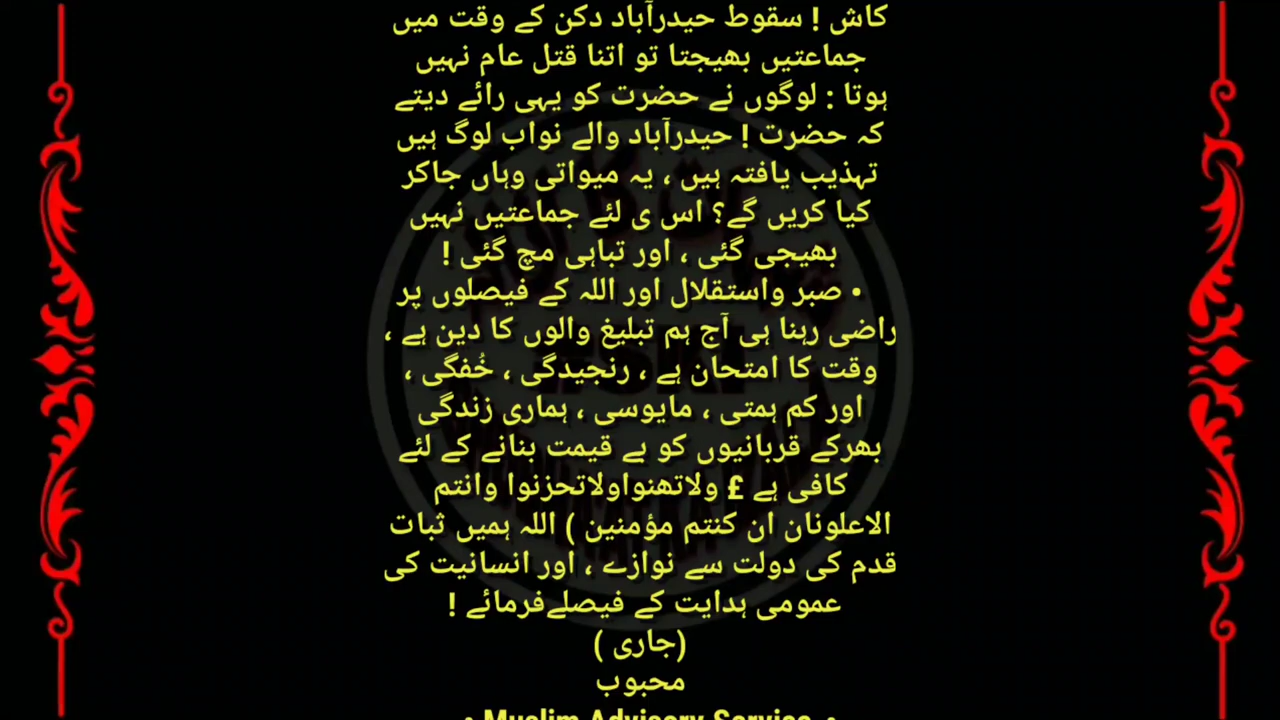 کاش ! سقوط حیدرآباد دکن کے وقت میں
جماعتیں بھیجتا تو اتنا قتل عام نہیں
ہوتا : لوگوں نے حضرت کو یہی رائے دیتے
کہ حضرت ! حیدرآباد والے نواب لوگ ہیں
تہذیب یافتہ ہیں ، یہ میواتی وہاں جاکر
کیا کریں گے؟ اس ی لئے جماعتیں نہیں
بھیجی گئی ، اور تباہی مچ گئی !
• صبر واستقلال اور اللہ کے فیصلوں پر
راضی رہنا ہی آج ہم تبلیغ والوں کا دین ہے ،
وقت کا امتحان ہے ، رنجیدگی ، خُفگی ،
اور کم ہمتی ، مایوسی ، ہماری زندگی
بھرکے قربانیوں کو بے قیمت بنانے کے لئے
کافی ہے £ ولاتھنواولاتحزنوا وانتم
الاعلونان ان کنتم مؤمنین ) اللہ ہمیں ثبات
قدم کی دولت سے نوازے ، اور انسانیت کی
عمومی ہدایت کے فیصلےفرمائے !
(جاری )
محبوب
• Muslim Advisory Service •